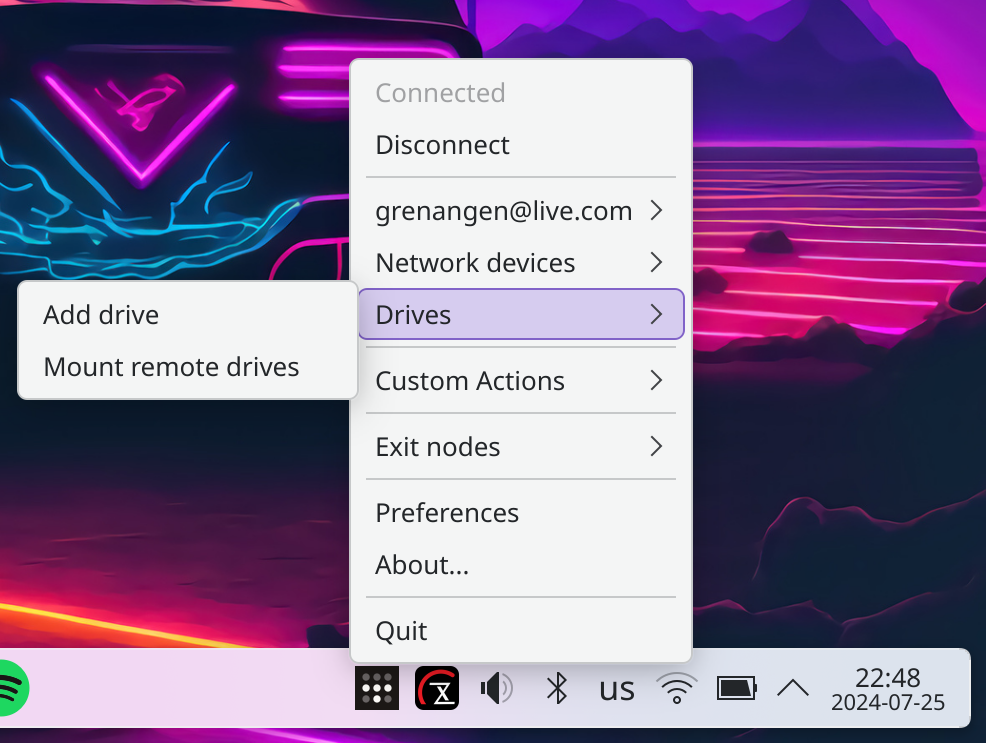 Connected
Disconnect
grenangen@live.com
Network devices
Drives
Add drive
Mount remote drives
Custom Actions
Exit nodes
Preferences
About...
Quit
us
22:48
2024-07-25